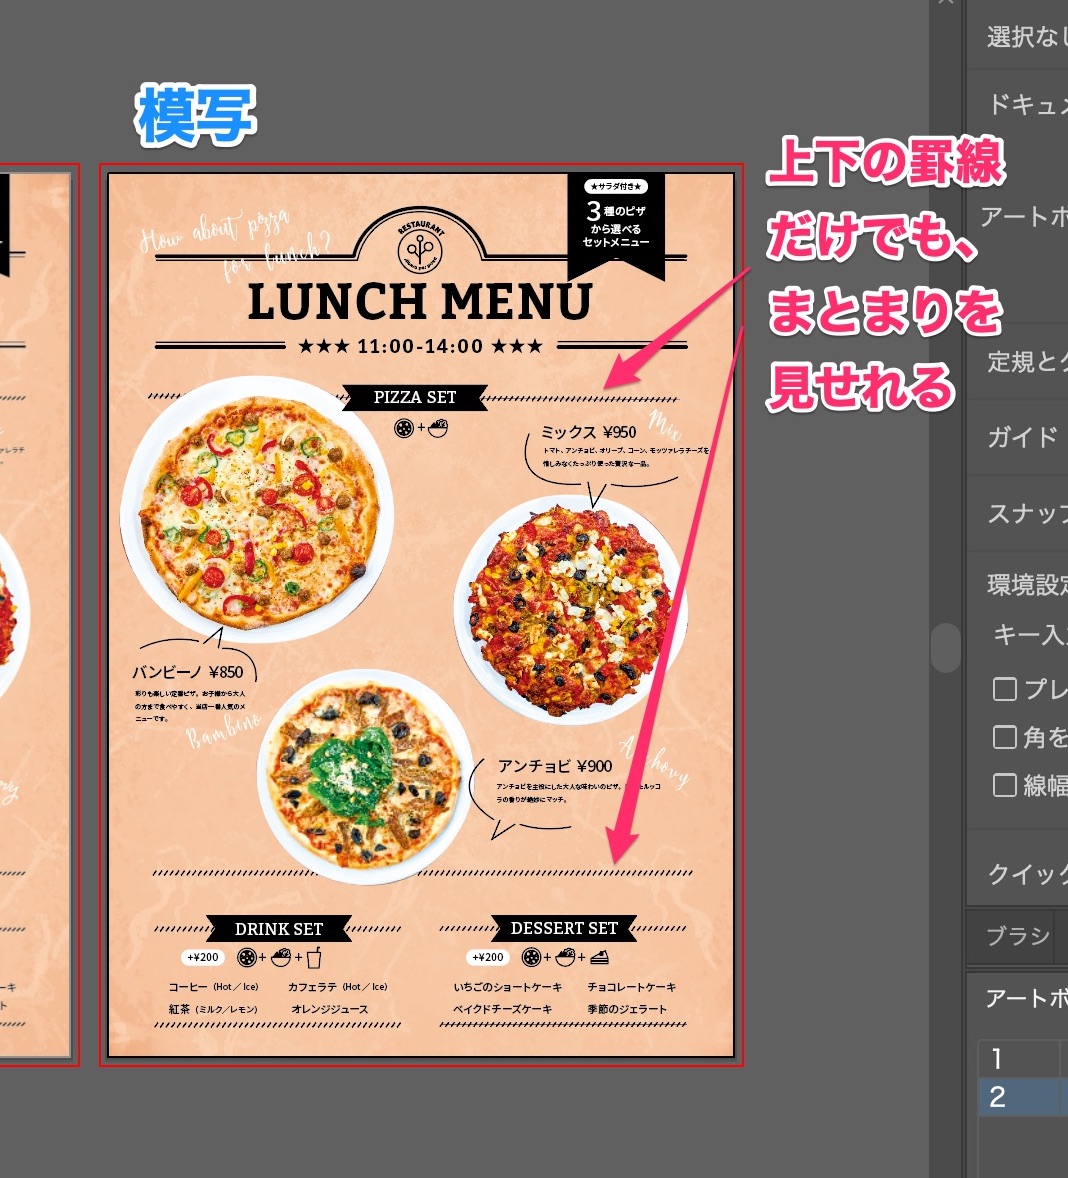 模写
上下の罫線
だけでも、
まとまりを
見せれる
How about pizza
for lunch?
RESTAURANT
★サラダ付き★
3種のピザ
から選べる
セットメニュー
LUNCH MENU
★★★ 11:00-14:00 ★★★
PIZZA SET
+
Mix
ミックス ¥950
トマト、アンチョビ、オリーブ、コーン、モッツァレラチーズを
惜しみなくたっぷり使った贅沢な一品。
バンビーノ ¥850
彩りも楽しい定番ピザ。お子様から大人
の方まで食べやすく、当店一番人気のメ
ニューです。
Bambino
アンチョビ ¥900
アンチョビを主役にした大人な味わいのピザ。
ラの香りが絶妙にマッチ。
DRINK SET
+¥200
+ +
コーヒー（Hot／Ice） カフェラテ（Hot／Ice）
紅茶（ミルク／レモン） オレンジジュース
DESSERT SET
+¥200
+ +
いちごのショートケーキ チョコレートケーキ
ベイクドチーズケーキ 季節のジェラート
選択なし
ドキュメ
アートボ
定規とグ
ガイド
スナップ
環境設定
キー入力
プレ
角を
線幅
クイック
ブラシ
アートボ
1
2